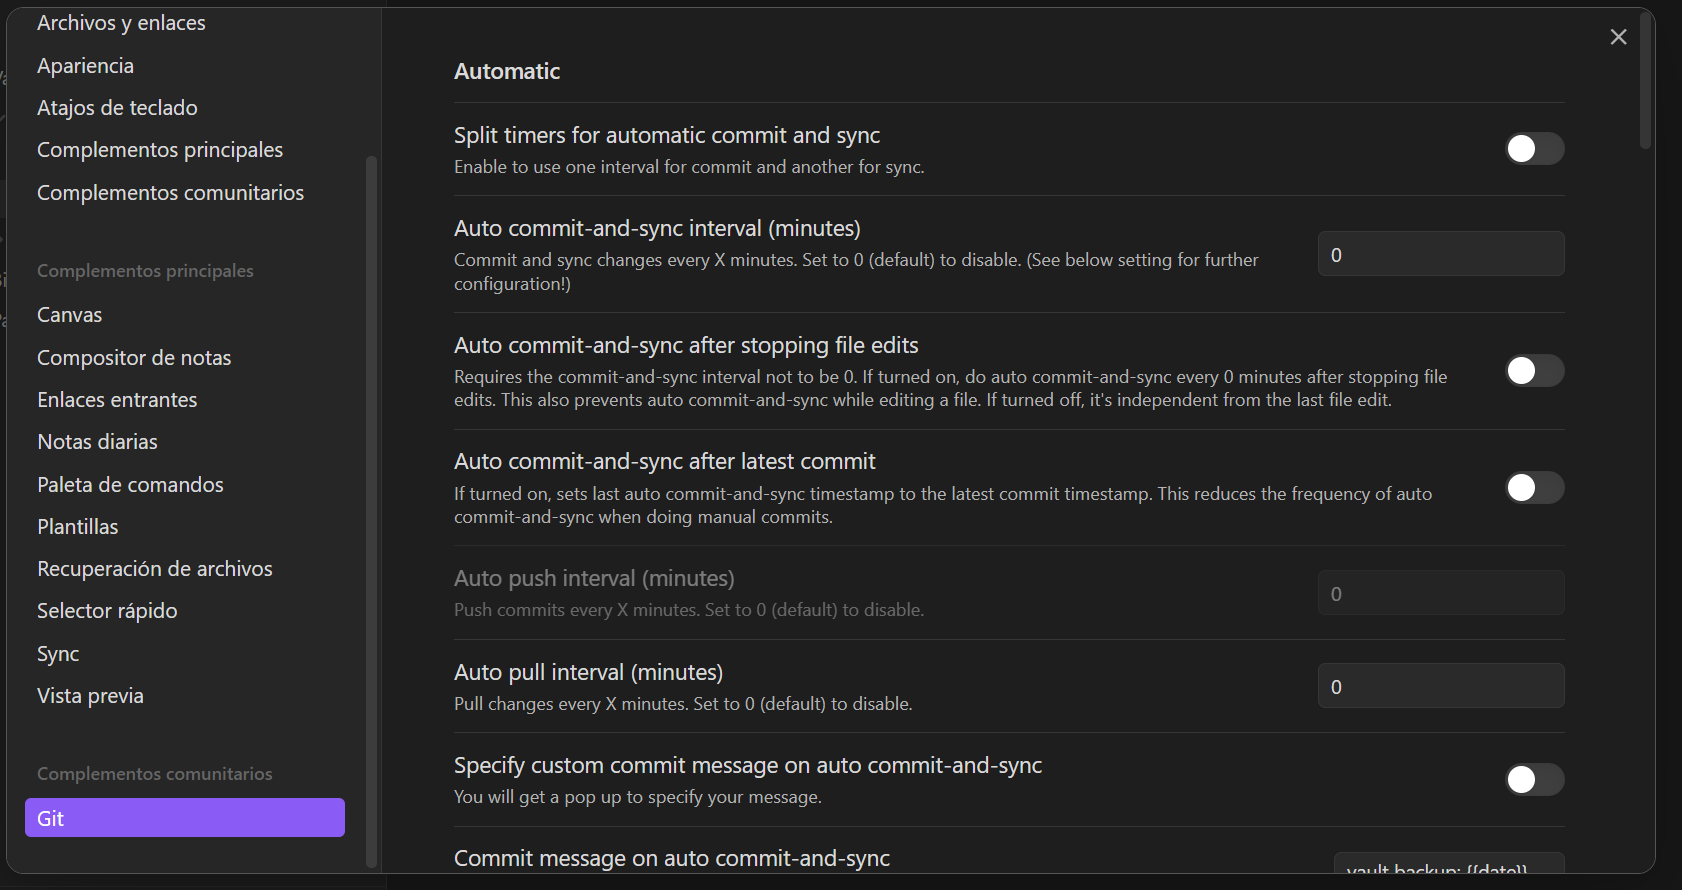 Archivos y enlaces
Apariencia
Atajos de teclado
Complementos principales
Complementos comunitarios
Complementos principales
Canvas
Compositor de notas
Enlaces entrantes
Notas diarias
Paleta de comandos
Plantillas
Recuperación de archivos
Selector rápido
Sync
Vista previa
Complementos comunitarios
Git
Automatic
Split timers for automatic commit and sync
Enable to use one interval for commit and another for sync.
Auto commit-and-sync interval (minutes)
Commit and sync changes every X minutes. Set to 0 (default) to disable. (See below setting for further
configuration!)
0
Auto commit-and-sync after stopping file edits
Requires the commit-and-sync interval not to be 0. If turned on, do auto commit-and-sync every 0 minutes after stopping file
edits. This also prevents auto commit-and-sync while editing a file. If turned off, it's independent from the last file edit.
Auto commit-and-sync after latest commit
If turned on, sets last auto commit-and-sync timestamp to the latest commit timestamp. This reduces the frequency of auto
commit-and-sync when doing manual commits.
Auto push interval (minutes)
Push commits every X minutes. Set to 0 (default) to disable.
0
Auto pull interval (minutes)
Pull changes every X minutes. Set to 0 (default) to disable.
0
Specify custom commit message on auto commit-and-sync
You will get a pop up to specify your message.
Commit message on auto commit-and-sync
vault backup: {{date}}